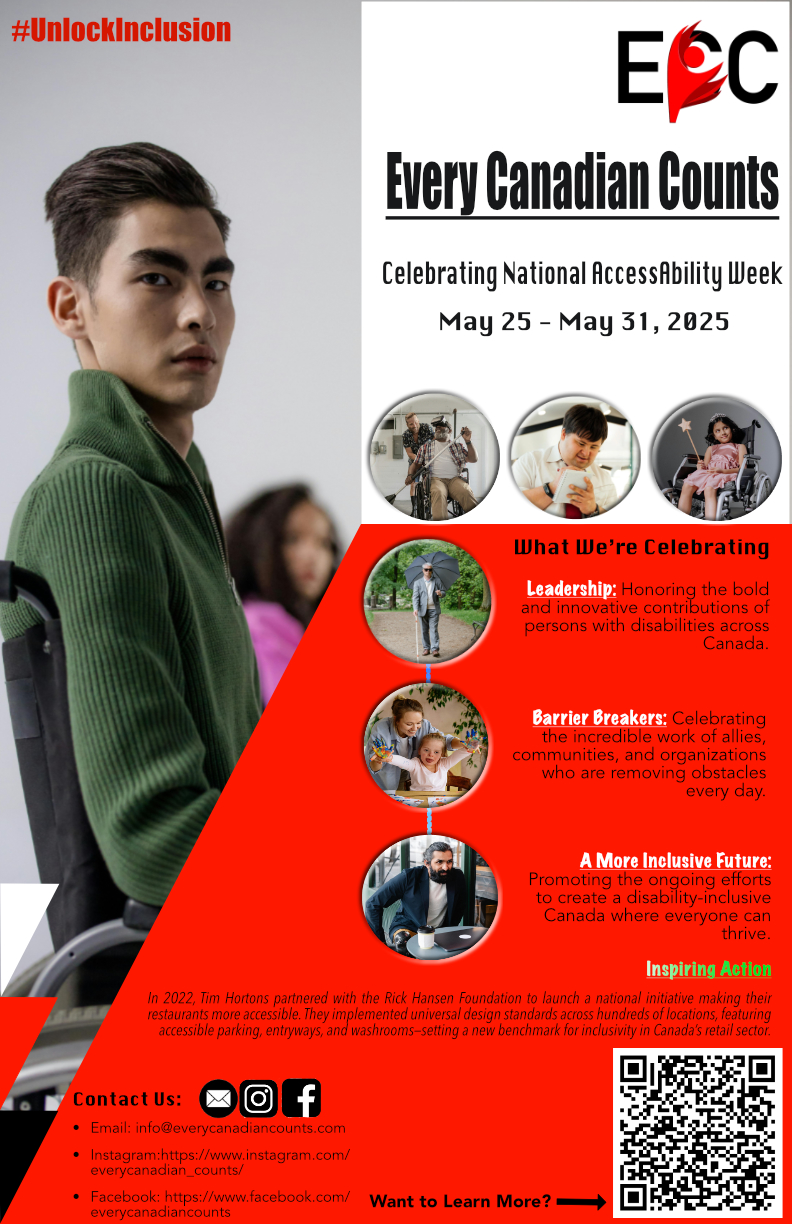 #UnlockInclusion
ECC
Every Canadian Counts
Celebrating National AccessAbility Week
May 25 – May 31, 2025
What We're Celebrating
Leadership: Honoring the bold
and innovative contributions of
persons with disabilities across
Canada.
Barrier Breakers: Celebrating
the incredible work of allies,
communities, and organizations
who are removing obstacles
every day.
A More Inclusive Future:
Promoting the ongoing efforts
to create a disability-inclusive
Canada where everyone can
thrive.
Inspiring Action
In 2022, Tim Hortons partnered with the Rick Hansen Foundation to launch a national initiative making their
restaurants more accessible. They implemented universal design standards across hundreds of locations, featuring
accessible parking, entryways, and washrooms—setting a new benchmark for inclusivity in Canada's retail sector.
Contact Us:
• Email: info@everycanadiancounts.com
• Instagram:https://www.instagram.com/
everycanadian_counts/
• Facebook: https://www.facebook.com/
everycanadiancounts
Want to Learn More?